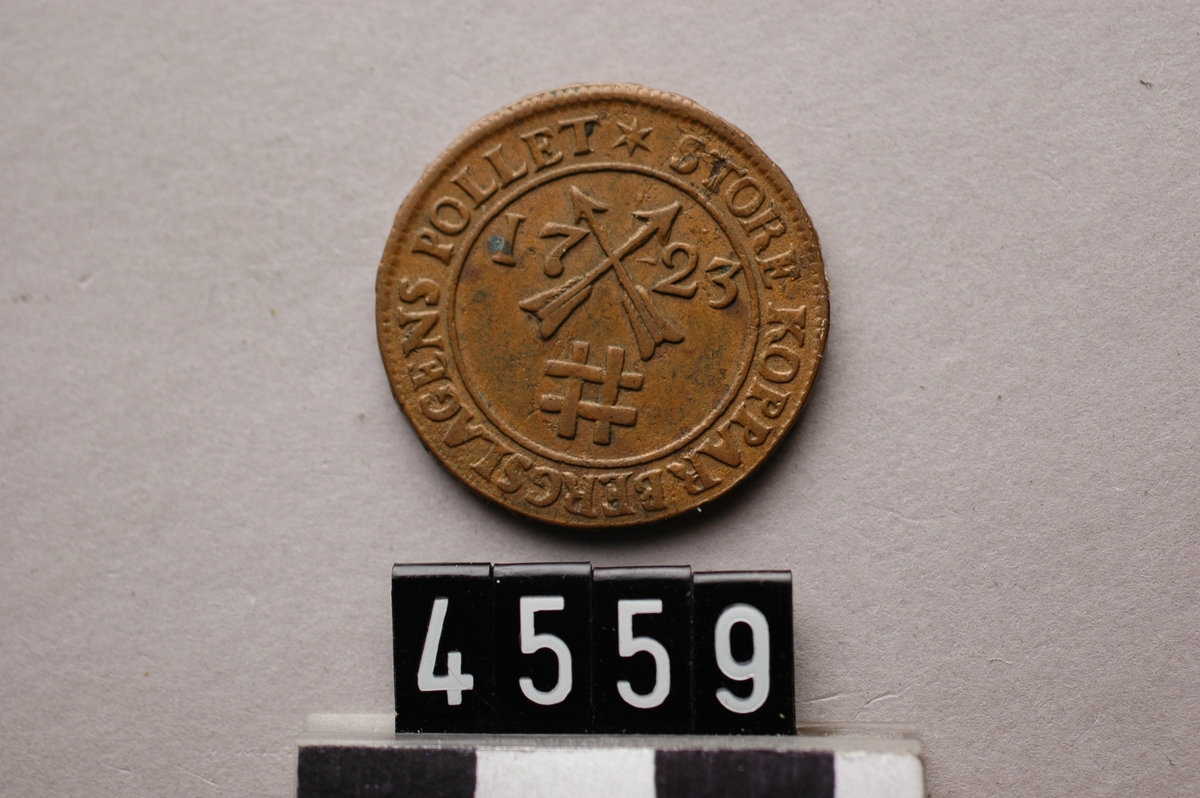 STORE KOPPARBERGSLAGENS POLLET
1723
4559